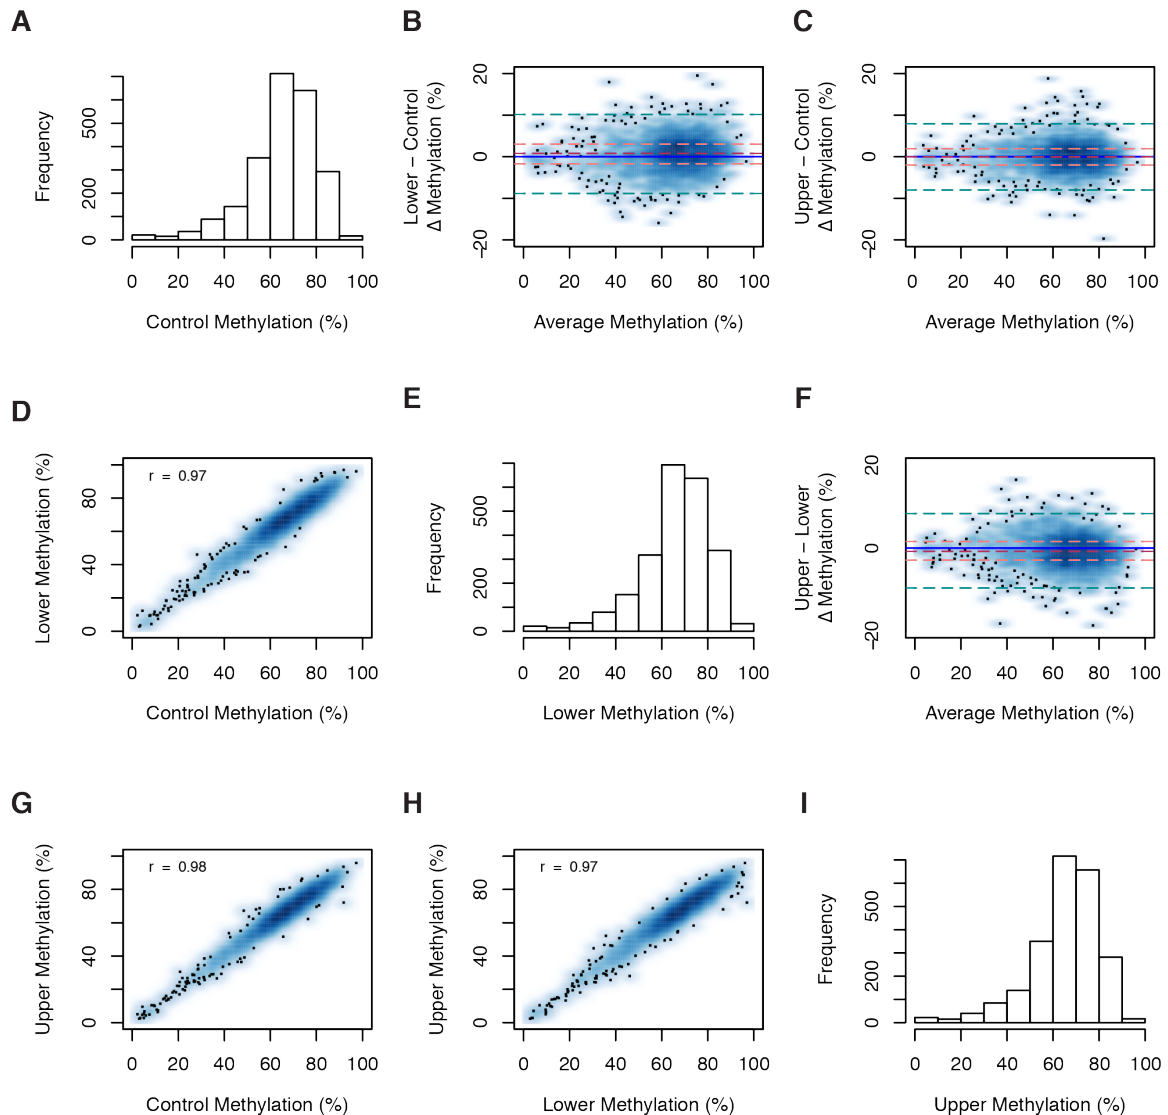 A
B
C
Frequency
0
200
500
0 20 40 60 80 100
Control Methylation (%)
Lower − Control
Δ Methylation (%)
−20
0
20
0 20 40 60 80 100
Average Methylation (%)
Upper − Control
Δ Methylation (%)
−20
0
20
0 20 40 60 80 100
Average Methylation (%)
D
E
F
Lower Methylation (%)
0
40
80
r = 0.97
0 20 40 60 80 100
Control Methylation (%)
Frequency
0
200
500
0 20 40 60 80 100
Lower Methylation (%)
Upper − Lower
Δ Methylation (%)
−20
0
20
0 20 40 60 80 100
Average Methylation (%)
G
H
I
Upper Methylation (%)
0
40
80
r = 0.98
0 20 40 60 80 100
Control Methylation (%)
Upper Methylation (%)
0
40
80
r = 0.97
0 20 40 60 80 100
Lower Methylation (%)
Frequency
0
200
500
0 20 40 60 80 100
Upper Methylation (%)